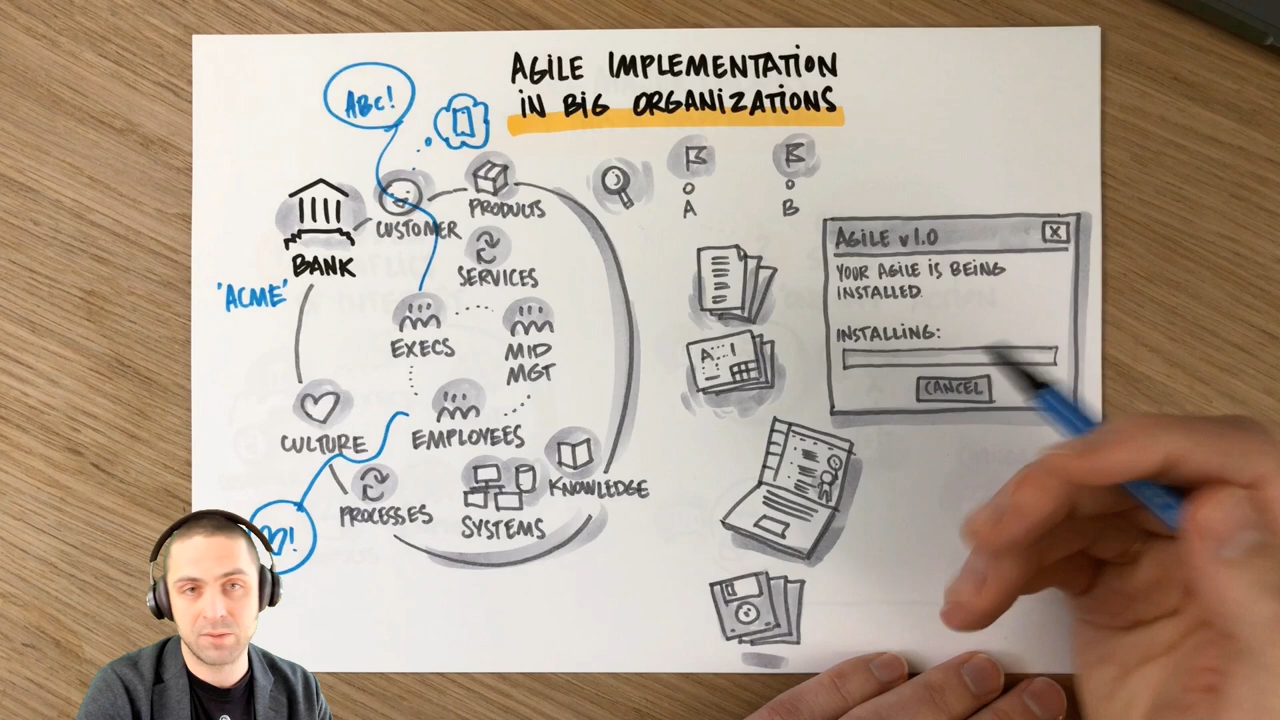 AGILE IMPLEMENTATION
IN BIG ORGANIZATIONS
ABC!
BANK
'ACME'
CUSTOMER
PRODUCTS
SERVICES
EXECS
MID
MGT
CULTURE
EMPLOYEES
PROCESSES
SYSTEMS
KNOWLEDGE
!
A
B
A
AGILE v1.0
X
YOUR AGILE IS BEING
INSTALLED.
INSTALLING:
CANCEL